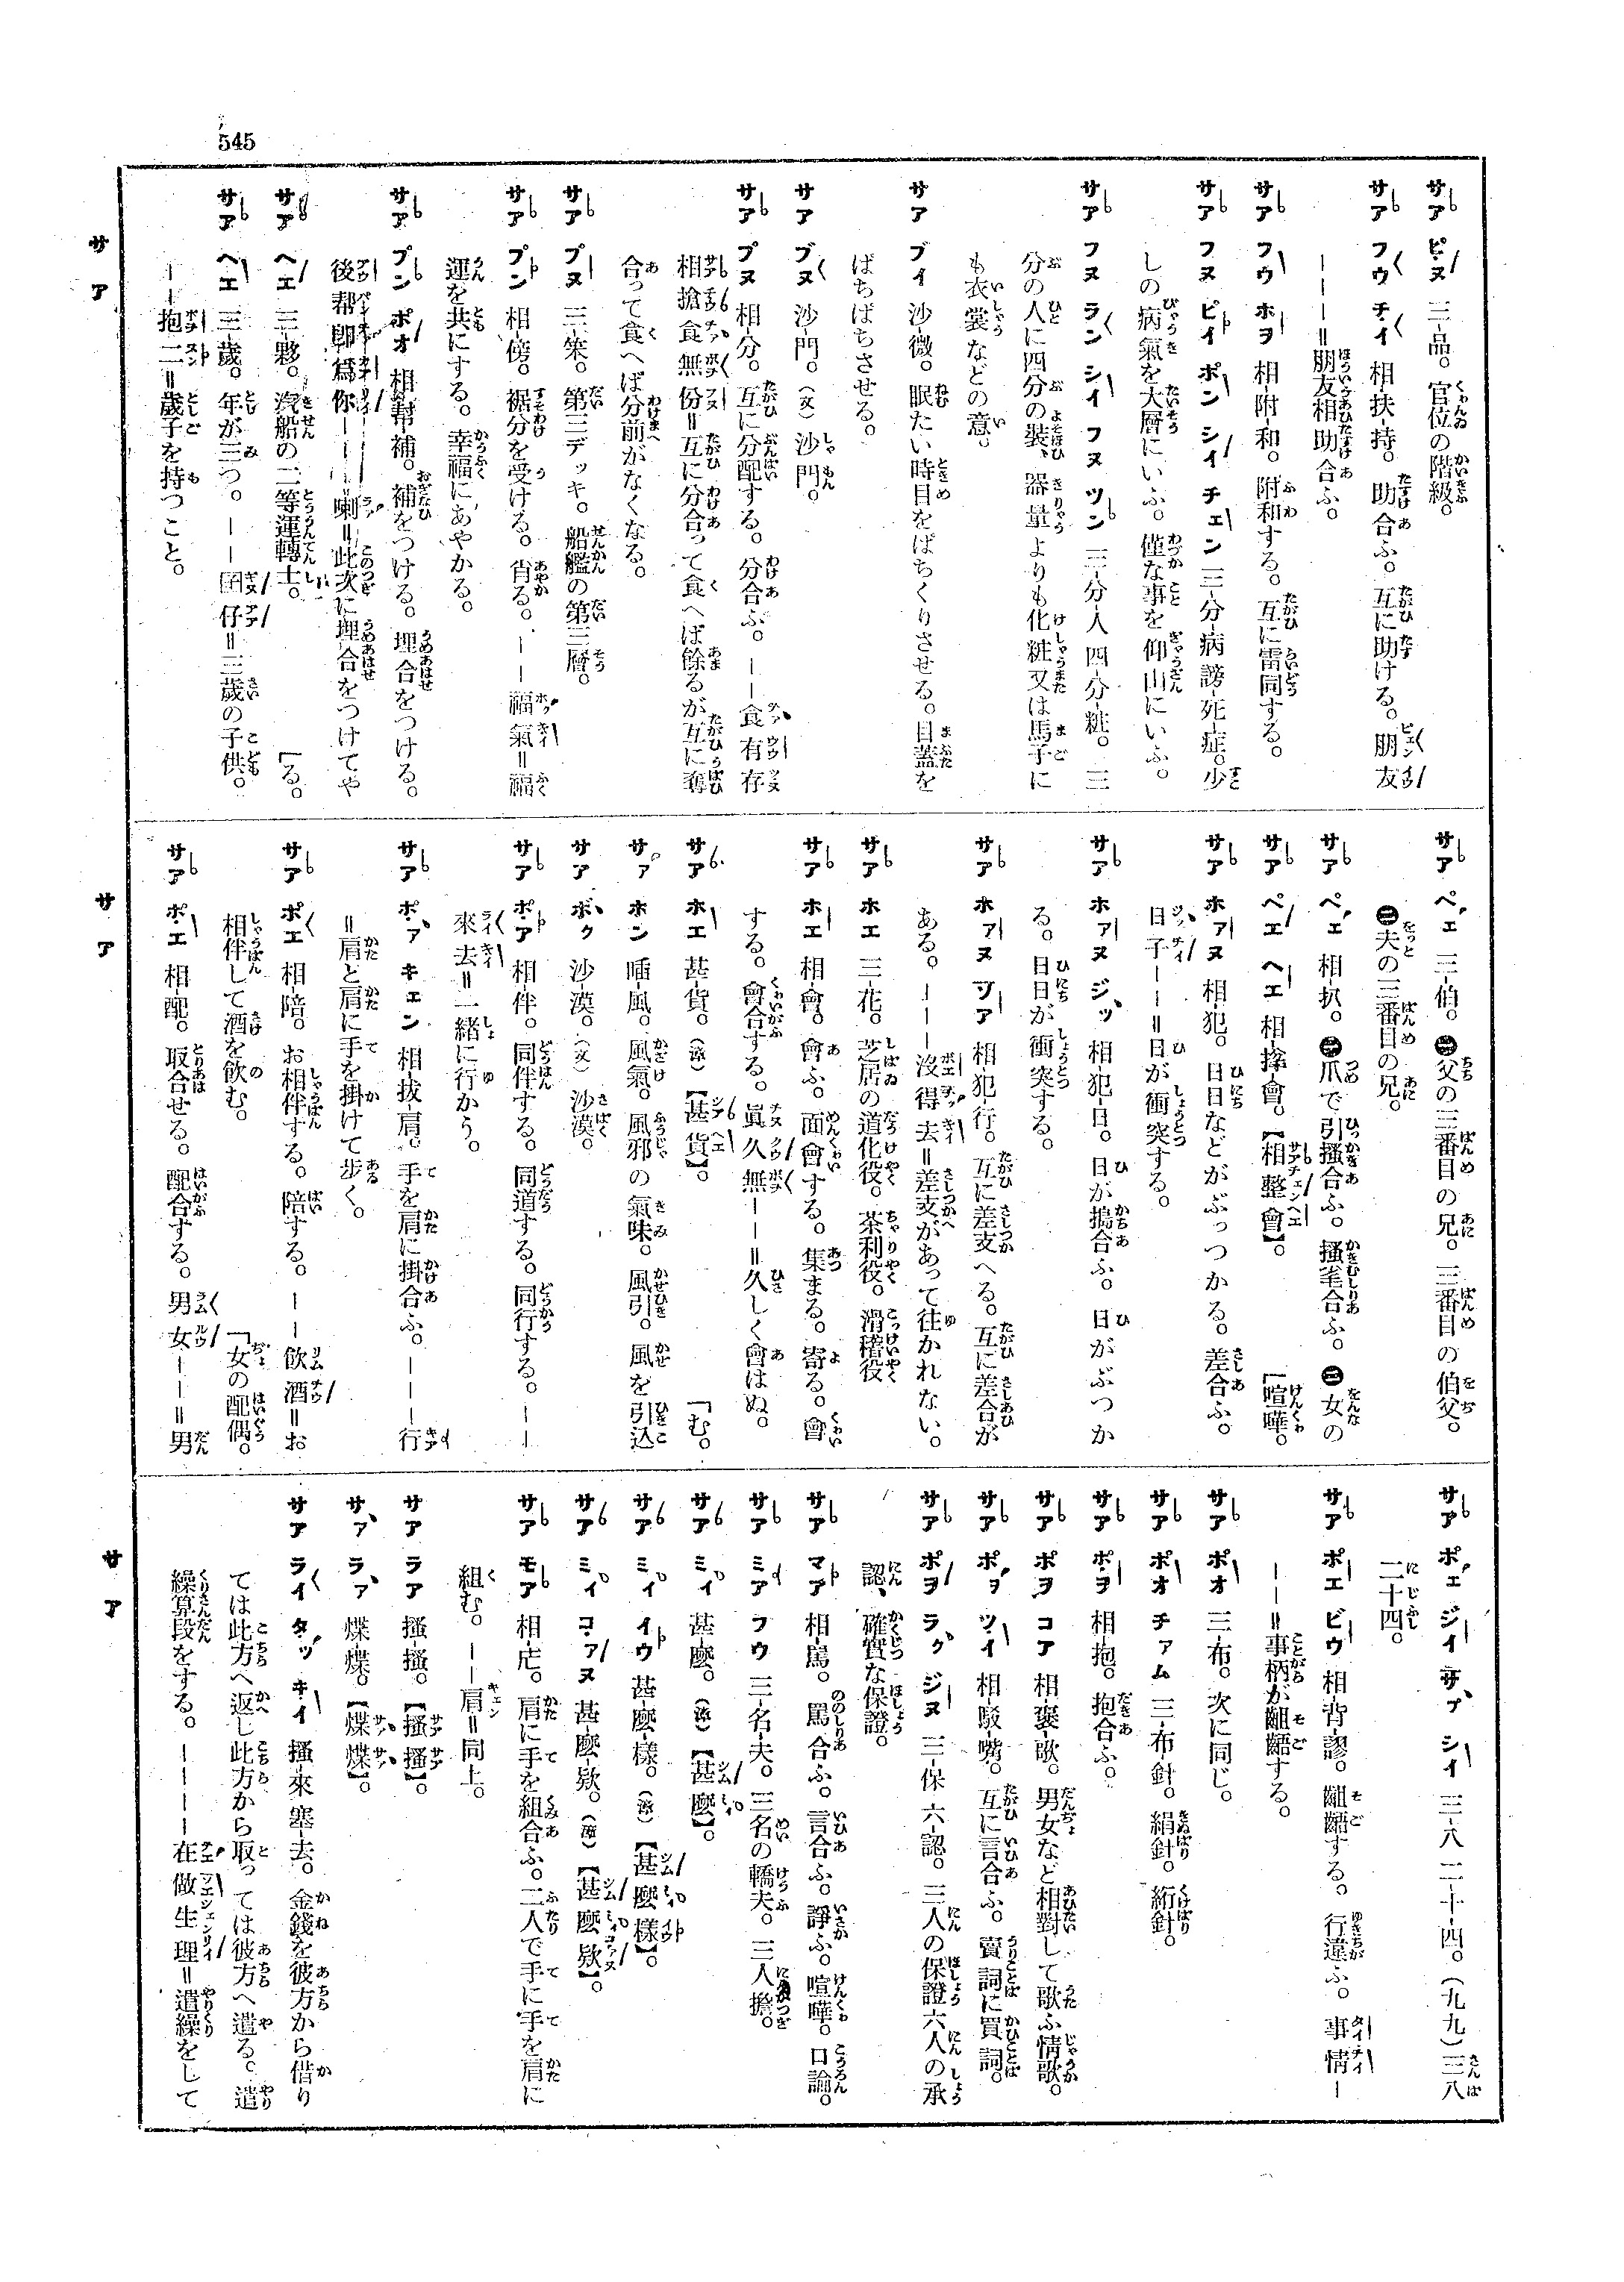 545
サア ピヌ 三-品。官位の階級。
サア フウ チイ 相-扶-持。助合ふ。互に助ける。朋友
———＝朋友相助合ふ。
サア フウ ホヲ 相-附-和。附和する。互に雷同する。
サア フヌ ピイ ポン シイ チェン 三-分-病 謗-死-症。少
しの病氣を大層にいふ。僅な事を仰山にいふ。
サア フヌ ラン シイ フヌ ツン 三-分-人 四-分-粧。三
分の人に四分の裝、器量よりも化粧又は馬子に
も衣裳などの意。
サア ブイ 沙-微。眠たい時目をぱちくりさせる。目蓋を
ぱちぱちさせる。
サア ブヌ 沙-門。（文）沙門。
サア プヌ 相-分。互に分配する。分合ふ。——食有存
相搶食無份＝互に分合って食へば餘るが互に奪
合って食へば分前がなくなる。
サア プヌ 三-笨。第三デッキ。船艦の第三層。
サア プン 相-傍。裾分を受ける。肖る。——福氣＝福
運を共にする。幸福にあやかる。
サア プン ポオ 相-幫-補。補をつける。埋合をつける。
後帮卽爲你———喇＝此次に埋合をつけてや
サア ヘエ 三-夥。汽船の二等運轉士。 「る。
サア ヘエ 三-歲。年が三つ。——囝仔＝三歲の子供。
——抱二＝歲子を持つこと。
サア
サア ペェ 三-伯。㊀父の三番目の兄。三番目の伯父。
㊁夫の三番目の兄。
サア ペェ 相-扒。㊀爪で引搔合ふ。搔毟合ふ。㊁女の
サア ペエ ヘエ 相-擇-會。【相整會】。 「喧嘩。
サア ホァヌ 相-犯。日日などがぶっつかる。差合ふ。
日子——＝日が衝突する。
サア ホァヌ ジッ 相-犯-日。日が搗合ふ。日がぶつか
る。日日が衝突する。
サア ホァヌ ツァ 相-犯-行。互に差支へる。互に差合が
ある。———沒得去＝差支があって往かれない。
サア ホエ 三-花。芝居の道化役。茶利役。滑稽役
サア ホエ 相-會。會ふ。面會する。集まる。寄る。會
する。會合する。眞久無——＝久しく會はぬ。
サア ホエ 甚-貨。（漳）【甚貨】。 「む。
サァ ホン 唾-風。風氣。風邪の氣味。風引。風を引込
サア ボク 沙-漠。（文）沙漠。
サア ポア 相-伴。同伴する。同道する。同行する。——
來去＝一緒に行かう。
サア ポァ キェン 相-拔-肩。手を肩に掛合ふ。———行
＝肩と肩に手を掛けて步く。
サア ポエ 相-陪。お相伴する。陪する。——飮酒＝お
相伴して酒を飮む。 「女の配偶。
サア ポエ 相-配。取合せる。配合する。男女———＝男
サア
サア ポェ ジイ サプ シイ 三-八 二-十-四。（九九）三八
二十四。
サア ポエ ビウ 相-背-謬。齟齬する。行違ふ。事情—
——＝事柄が齟齬する。
サア ポオ 三-布。次に同じ。
サア ポオ チァム 三-布-針。絹針。絎針。
サア ポヲ 相-抱。抱合ふ。
サア ポヲ コア 相-褒-歌。男女など相對して歌ふ情歌。
サア ポヲ ツイ 相-駁-嘴。互に言合ふ。賣詞に買詞。
サア ポヲ ラク ジヌ 三-保 六-認。三人の保證六人の承
認、確實な保證。
サア マア 相-罵。罵合ふ。言合ふ。諍ふ。喧嘩。口論。
サア ミア フウ 三-名-夫。三名の轎夫。三人擔。
サア ミィ 甚-麼。（漳）【甚麼】。
サア ミィ イウ 甚-麼-樣。（漳）【甚麼樣】。
サア ミィ コァヌ 甚-麼 欵。（漳）【甚麼欵】。
サア モア 相-㡯。肩に手を組合ふ。二人で手に手を肩に
組む。——肩＝同上。
サア ラア 搔-搔。【搔搔】。
サァ ラァ 煠-煠。【煠煠】。
サア ライ タッ キイ 搔-來 塞-去。金錢を彼方から借り
ては此方へ返し此方から取っては彼方へ遣る。遣
繰算段をする。————在做生理＝遣繰をして
サア